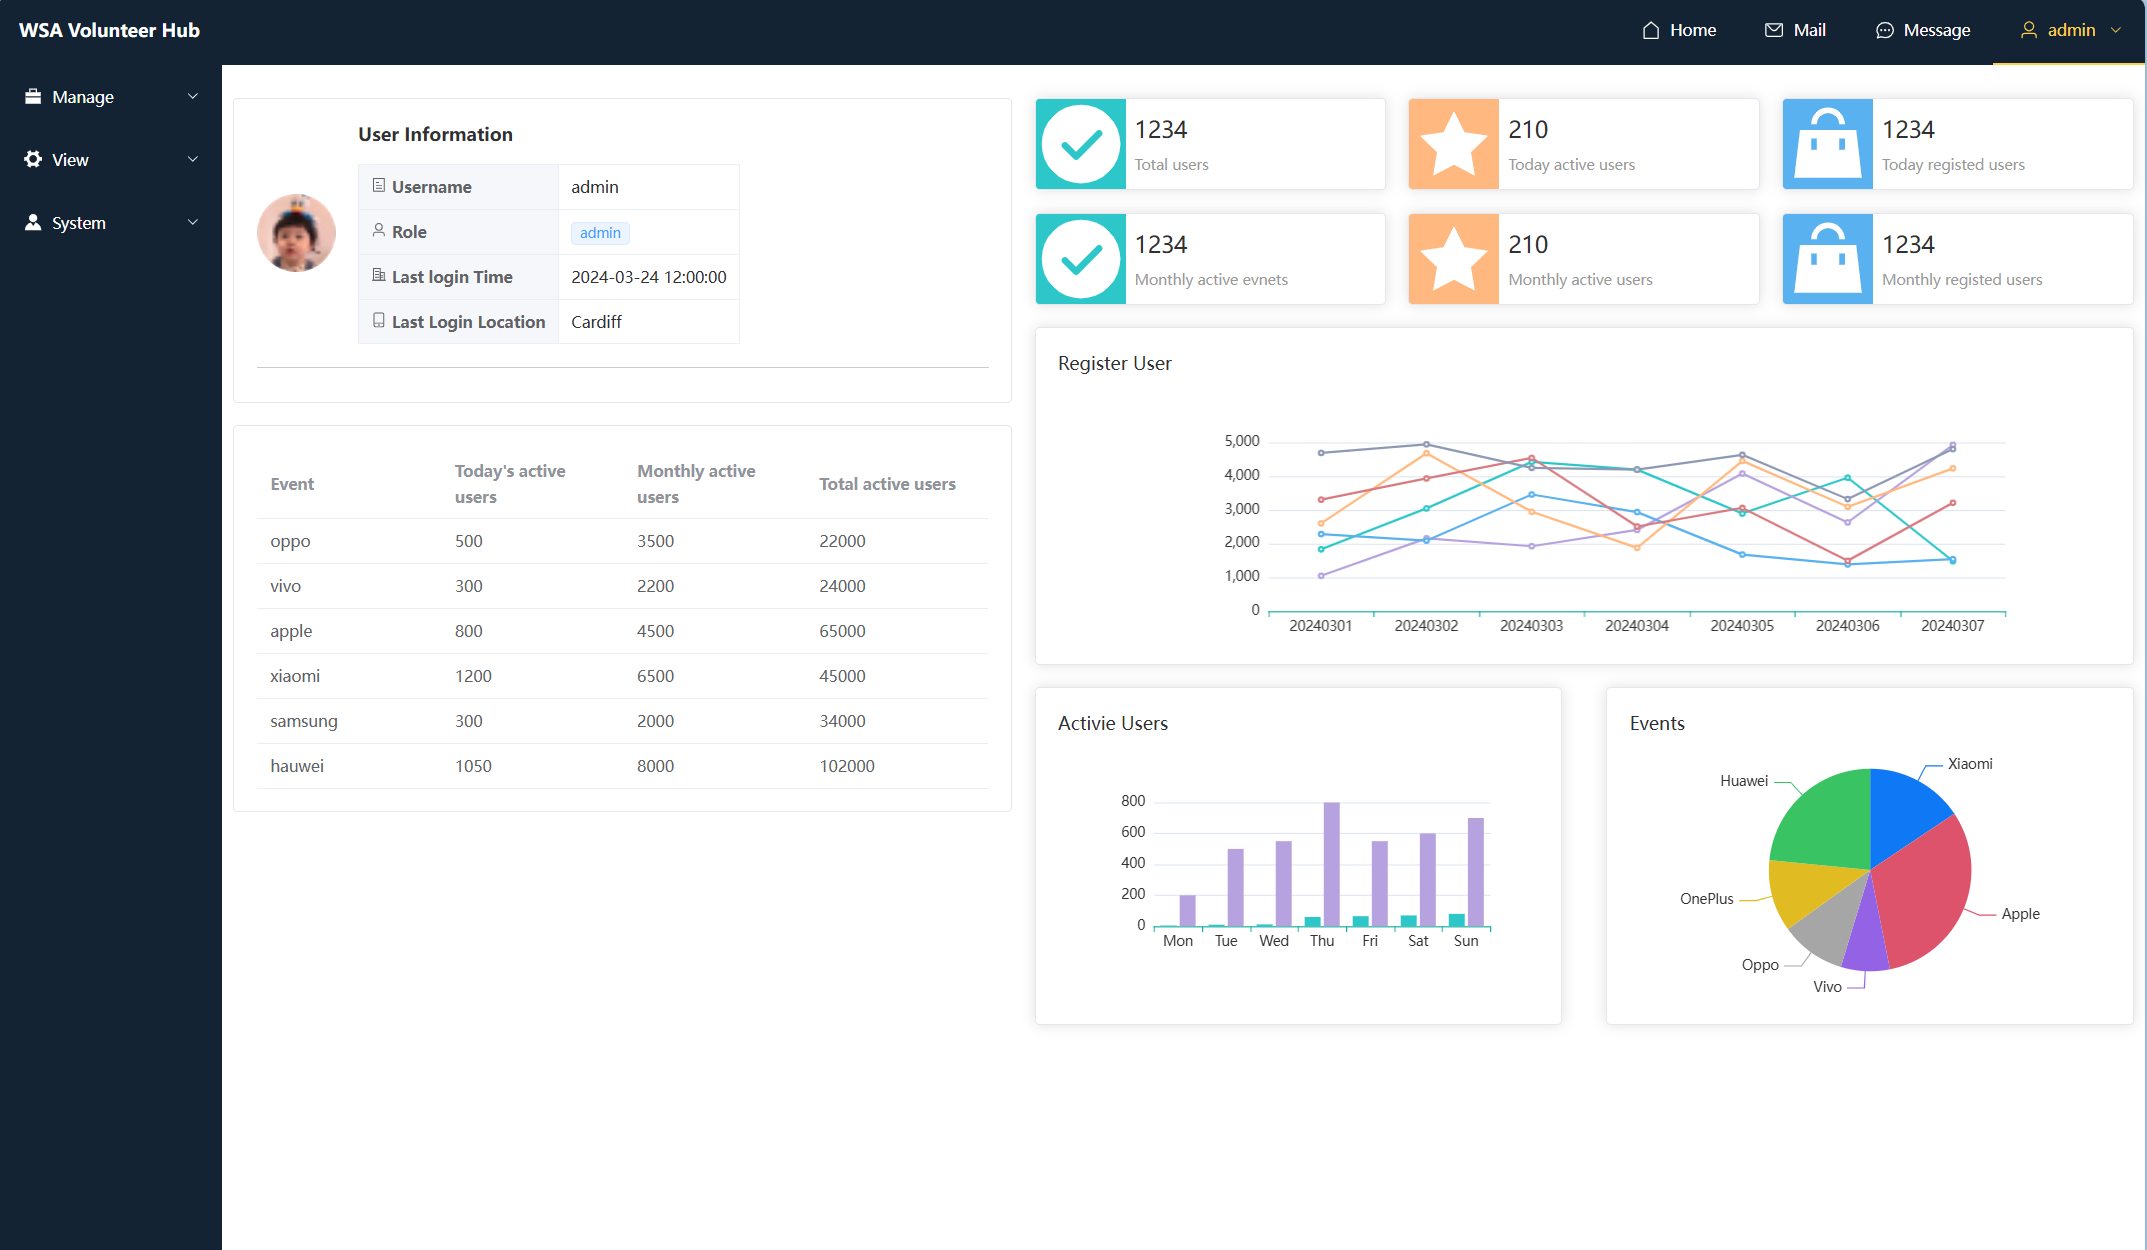 WSA Volunteer Hub
Home
Mail
Message
admin
Manage
View
System
User Information
Username admin
Role admin
Last login Time 2024-03-24 12:00:00
Last Login Location Cardiff
Event Today's active users Monthly active users Total active users
oppo 500 3500 22000
vivo 300 2200 24000
apple 800 4500 65000
xiaomi 1200 6500 45000
samsung 300 2000 34000
hauwei 1050 8000 102000
1234
Total users
210
Today active users
1234
Today registed users
1234
Monthly active evnets
210
Monthly active users
1234
Monthly registed users
Register User
5,000
4,000
3,000
2,000
1,000
0
20240301 20240302 20240303 20240304 20240305 20240306 20240307
Activie Users
800
600
400
200
0
Mon Tue Wed Thu Fri Sat Sun
Events
Xiaomi
Huawei
OnePlus
Apple
Oppo
Vivo